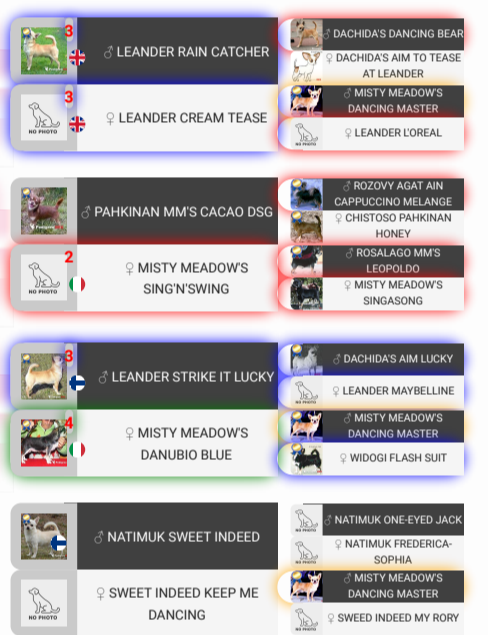 3
♂ LEANDER RAIN CATCHER
3
NO PHOTO
♀ LEANDER CREAM TEASE
♂ DACHIDA'S DANCING BEAR
♀ DACHIDA'S AIM TO TEASE
AT LEANDER
♂ MISTY MEADOW'S
DANCING MASTER
NO PHOTO
♀ LEANDER L'OREAL
♂ PAHKINAN MM'S CACAO DSG
2
NO PHOTO
♀ MISTY MEADOW'S
SING'N'SWING
♂ ROZOVY AGAT AIN
CAPPUCCINO MELANGE
♀ CHISTOSO PAHKINAN
HONEY
♂ ROSALAGO MM'S
LEOPOLDO
♀ MISTY MEADOW'S
SINGASONG
3
♂ LEANDER STRIKE IT LUCKY
4
♀ MISTY MEADOW'S
DANUBIO BLUE
♂ DACHIDA'S AIM LUCKY
NO PHOTO
♀ LEANDER MAYBELLINE
♂ MISTY MEADOW'S
DANCING MASTER
♀ WIDOGI FLASH SUIT
♂ NATIMUK SWEET INDEED
NO PHOTO
♀ SWEET INDEED KEEP ME
DANCING
NO PHOTO
♂ NATIMUK ONE-EYED JACK
NO PHOTO
♀ NATIMUK FREDERICA-
SOPHIA
♂ MISTY MEADOW'S
DANCING MASTER
NO PHOTO
♀ SWEED INDEED MY RORY